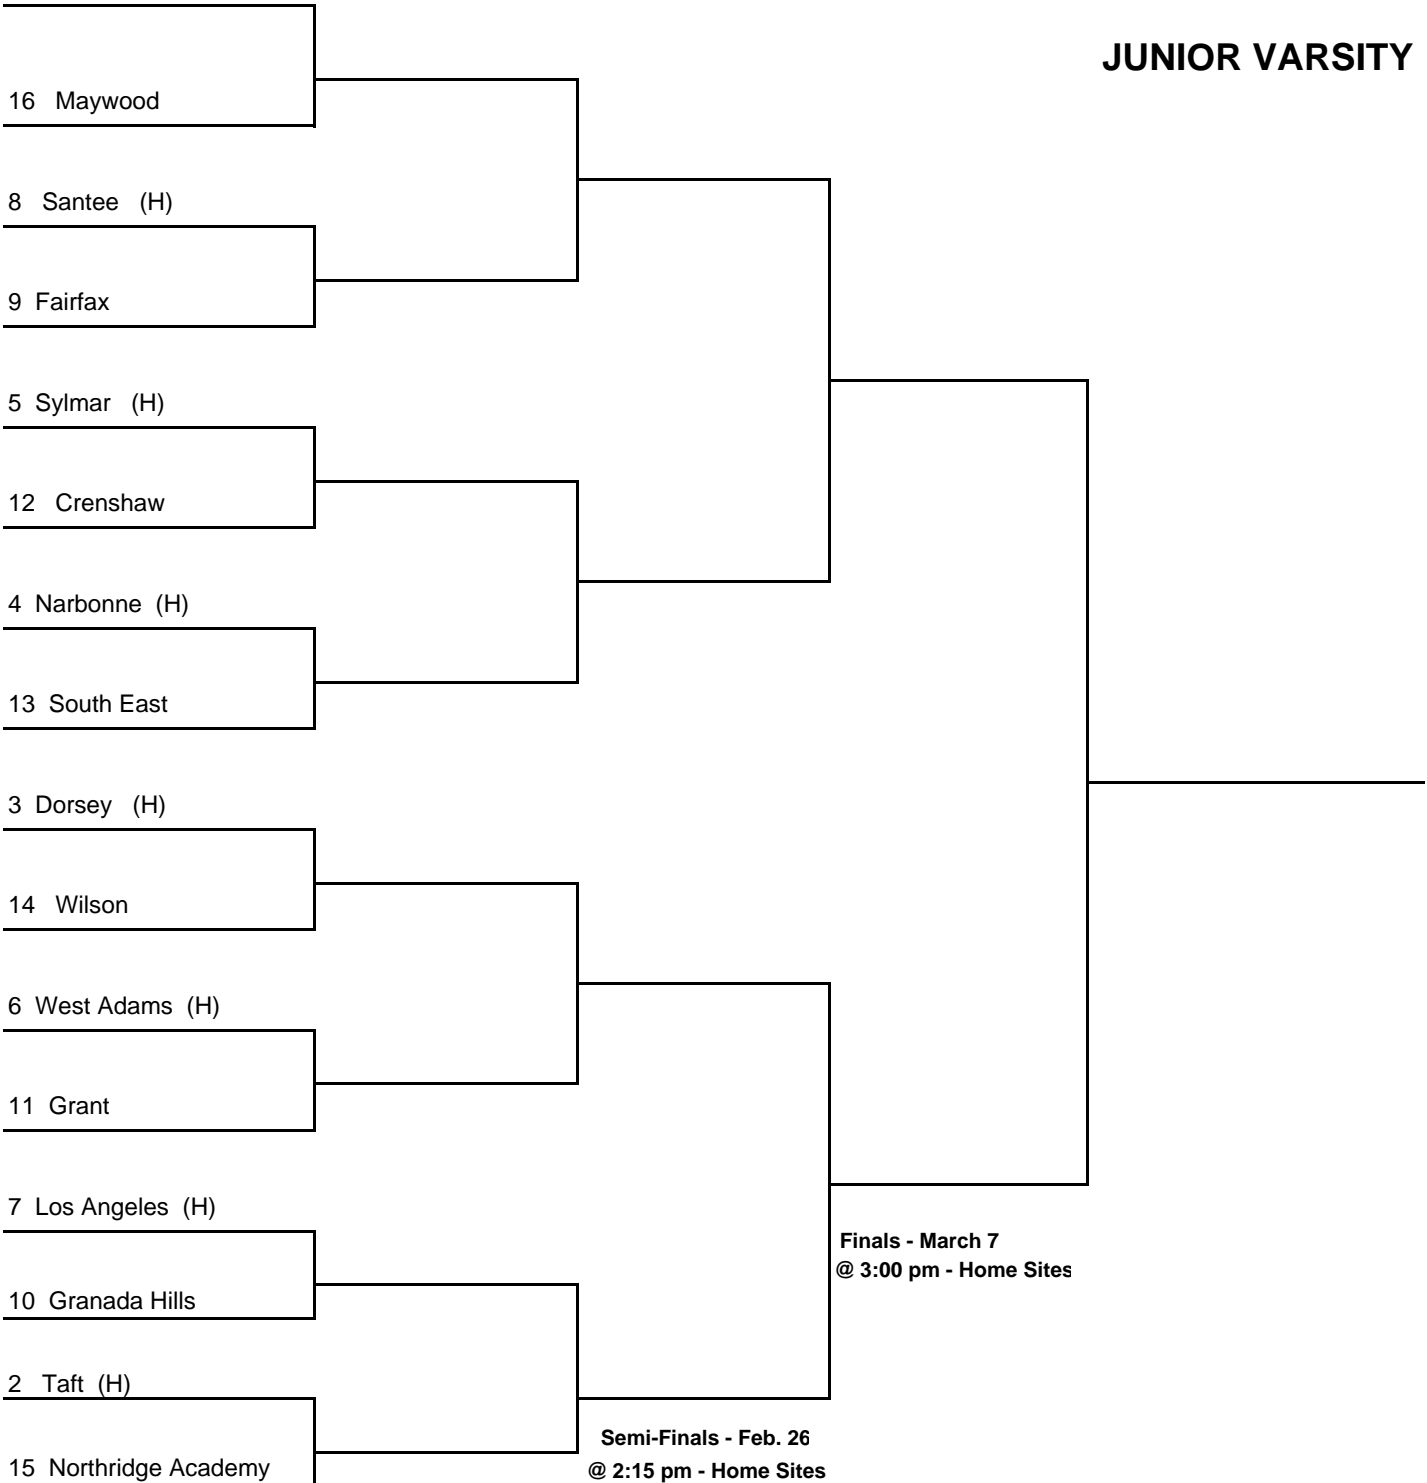 JUNIOR VARSITY
16 Maywood
8 Santee (H)
9 Fairfax
5 Sylmar (H)
12 Crenshaw
4 Narbonne (H)
13 South East
3 Dorsey (H)
14 Wilson
6 West Adams (H)
11 Grant
7 Los Angeles (H)
Finals - March 7
@ 3:00 pm - Home Sites
10 Granada Hills
2 Taft (H)
Semi-Finals - Feb. 26
@ 2:15 pm - Home Sites
15 Northridge Academy